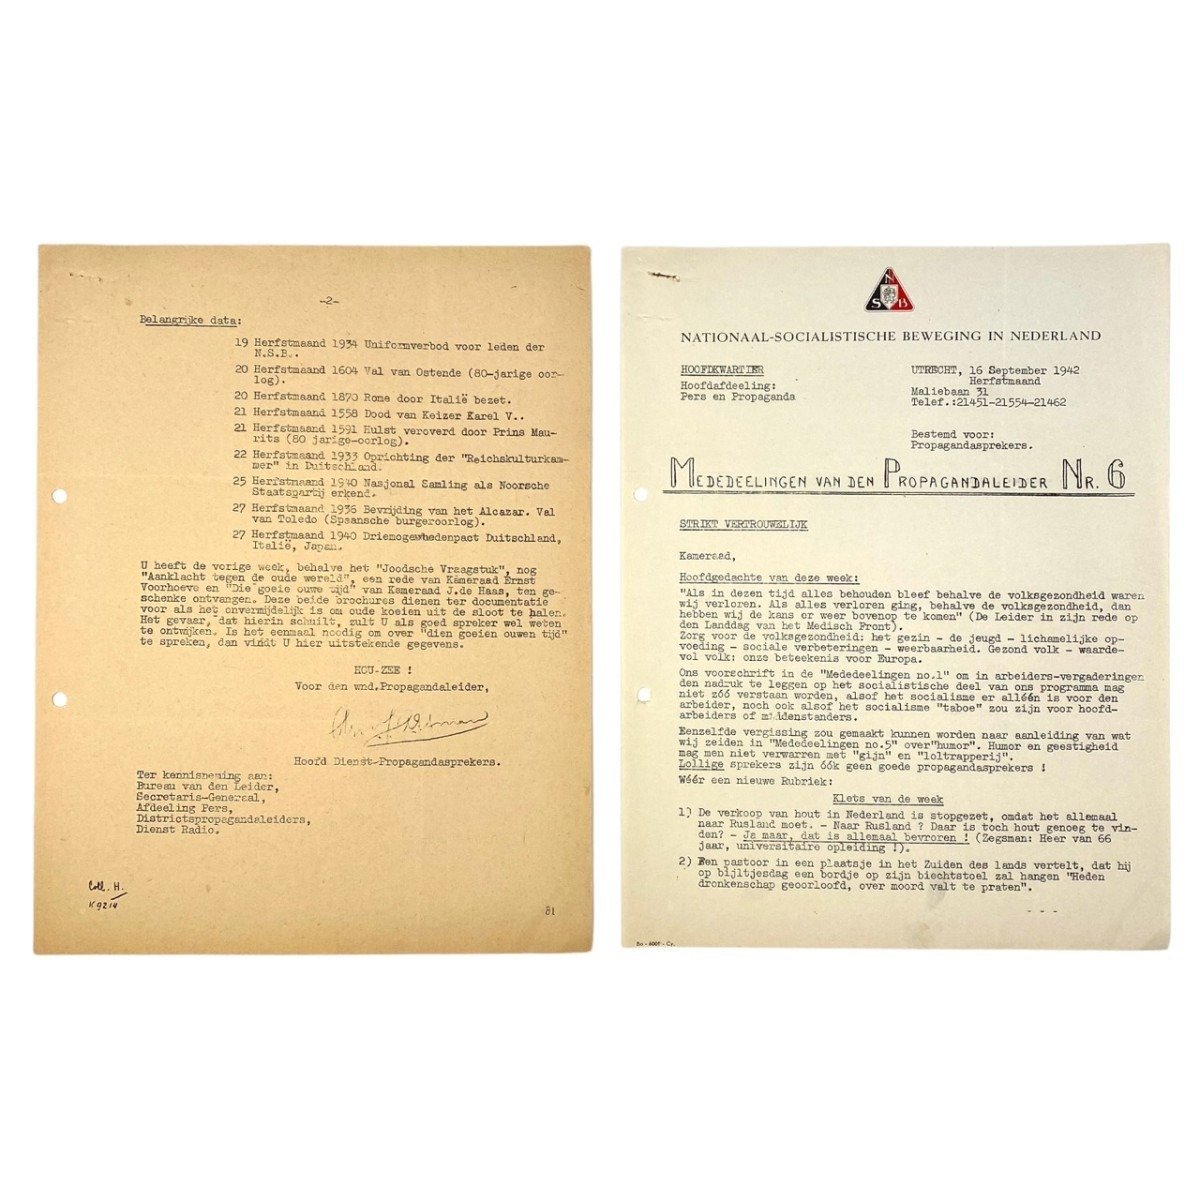 -2-
Belangrijke data:
19 Herfstmaand 1934 Uniformverbod voor leden der
N.S.B..
20 Herfstmaand 1604 Val van Ostende (80-jarige oor-
log).
20 Herfstmaand 1870 Rome door Italië bezet.
21 Herfstmaand 1558 Dood van Keizer Karel V..
21 Herfstmaand 1591 Hulst veroverd door Prins Mau-
rits (80 jarige-oorlog).
22 Herfstmaand 1933 Oprichting der "Reichskulturkam-
mer" in Duitschland.
25 Herfstmaand 1940 Nasjonal Samling als Noorsche
Staatspartij erkend.
27 Herfstmaand 1936 Bevrijding van het Alcazar. Val
van Toledo (Spaansche burgeroorlog).
27 Herfstmaand 1940 Driemogendhedenpact Duitschland,
Italië, Japan.
U heeft de vorige week, behalve het "Joodsche Vraagstuk", nog
"Aanklacht tegen de oude wereld", een rede van Kameraad Ernst
Voorhoeve en "Die goeie ouwe tijd" van Kameraad J.de Haas, ten ge-
schenke ontvangen. Deze beide brochures dienen ter documentatie
voor als het onvermijdelijk is om oude koeien uit de sloot te halen.
Het gevaar, dat hierin schuilt, zult U als goed spreker wel weten
te ontwijken. Is het eenmaal noodig om over "dien goeien ouwen tijd"
te spreken, dan vindt U hier uitstekende gegevens.
HOU-ZEE !
Voor den wnd.Propagandaleider,
Hoofd Dienst-Propagandasprekers.
Ter kennisneming aan:
Bureau van den Leider,
Secretaris-Generaal,
Afdeeling Pers,
Districtspropagandaleiders,
Dienst Radio.
Coll. H.
K 9214
81
N
S B
NATIONAAL-SOCIALISTISCHE BEWEGING IN NEDERLAND
HOOFDKWARTIER
Hoofdafdeeling:
Pers en Propaganda
UTRECHT, 16 September 1942
Herfstmaand
Maliebaan 31
Telef.:21451-21554-21462
Bestemd voor:
Propagandasprekers.
MEDEDEELINGEN VAN DEN PROPAGANDALEIDER NR. 6
STRIKT VERTROUWELIJK
Kameraad,
Hoofdgedachte van deze week:
"Als in dezen tijd alles behouden bleef behalve de volksgezondheid waren
wij verloren. Als alles verloren ging, behalve de volksgezondheid, dan
hebben wij de kans er weer bovenop te komen" (De Leider in zijn rede op
den Landdag van het Medisch Front).
Zorg voor de volksgezondheid: het gezin - de jeugd - lichamelijke op-
voeding - sociale verbeteringen - weerbaarheid. Gezond volk - waarde-
vol volk: onze beteekenis voor Europa.
Ons voorschrift in de "Mededeelingen no.1" om in arbeiders-vergaderingen
den nadruk te leggen op het socialistische deel van ons programma mag
niet zóó verstaan worden, alsof het socialisme er alléén is voor den
arbeider, noch ook alsof het socialisme "taboe" zou zijn voor hoofd-
arbeiders of middenstanders.
Eenzelfde vergissing zou gemaakt kunnen worden naar aanleiding van wat
wij zeiden in "Mededeelingen no.5" over"humor". Humor en geestigheid
mag men niet verwarren met "gijn" en "loltrapperij".
Lollige sprekers zijn óók geen goede propagandasprekers !
Wéér een nieuwe Rubriek:
Klets van de week
1) De verkoop van hout in Nederland is stopgezet, omdat het allemaal
naar Rusland moet. - Naar Rusland ? Daar is toch hout genoeg te vin-
den? - Ja maar, dat is allemaal bevroren ! (Zegsman: Heer van 66
jaar, universitaire opleiding !).
2) Een pastoor in een plaatsje in het Zuiden des lands vertelt, dat hij
op bijltjesdag een bordje op zijn biechtstoel zal hangen "Heden
dronkenschap geoorloofd, over moord valt te praten".
- - -